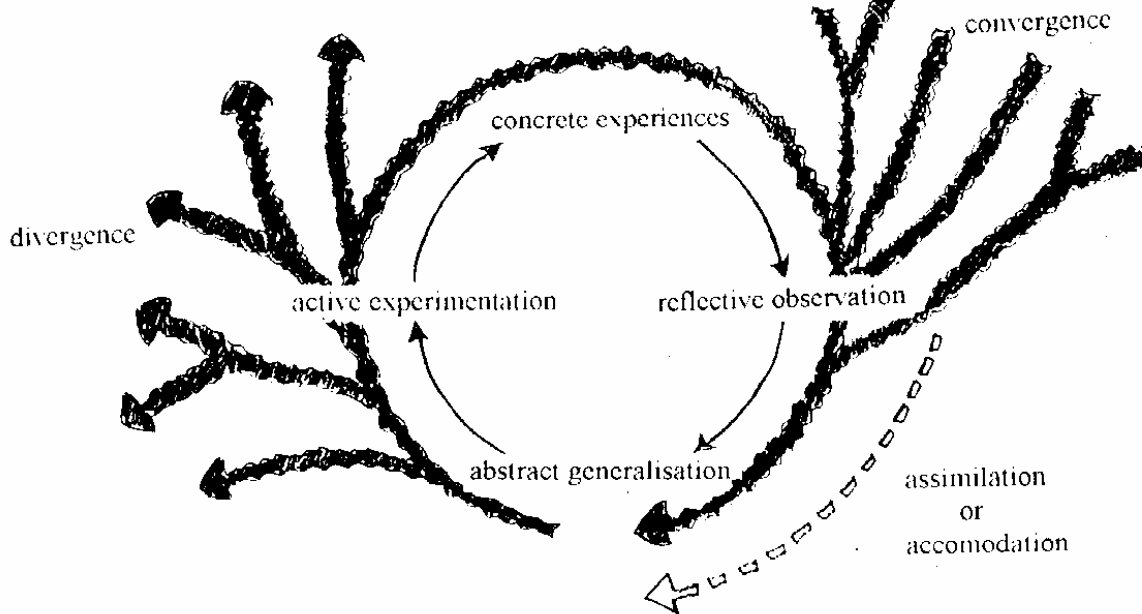 convergence
concrete experiences
divergence
active experimentation
reflective observation
abstract generalisation
assimilation
or
accomodation